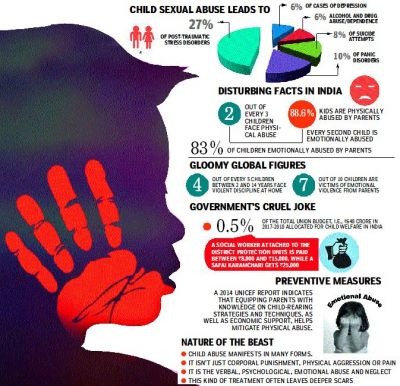 CHILD SEXUAL ABUSE LEADS TO
27%
OF POST-TRAUMATIC
STRESS DISORDERS
6% OF CASES OF DEPRESSION
6% ALCOHOL AND DRUG
ABUSE/DEPENDENCE
8% OF SUICIDE
ATTEMPTS
10% OF PANIC
DISORDERS
DISTURBING FACTS IN INDIA
2 OUT OF
EVERY 3
CHILDREN
FACE PHYSI-
CAL ABUSE
88.6% KIDS ARE PHYSICALLY
ABUSED BY PARENTS
EVERY SECOND CHILD IS
EMOTIONALLY ABUSED
83% OF CHILDREN EMOTIONALLY ABUSED BY PARENTS
GLOOMY GLOBAL FIGURES
4 OUT OF EVERY 5 CHILDREN
BETWEEN 2 AND 14 YEARS FACE
VIOLENT DISCIPLINE AT HOME
7 OUT OF 10 CHILDREN ARE
VICTIMS OF EMOTIONAL
VIOLENCE FROM PARENTS
GOVERNMENT'S CRUEL JOKE
0.5% OF THE TOTAL UNION BUDGET, I.E.,
2017-2018 ALLOCATED FOR CHILD WELFARE IN INDIA
A SOCIAL WORKER ATTACHED TO THE
DISTRICT PROTECTION UNITS IS PAID
BETWEEN ₹8,000 AND ₹15,000, WHILE A
SAFAI KARAMCHARI GETS ₹25,000
PREVENTIVE MEASURES
A 2014 UNICEF REPORT INDICATES
THAT EQUIPPING PARENTS WITH
KNOWLEDGE ON CHILD-REARING
STRATEGIES AND TECHNIQUES, AS
WELL AS ECONOMIC SUPPORT, HELPS
MITIGATE PHYSICAL ABUSE.
Emotional Abuse
NATURE OF THE BEAST
● CHILD ABUSE MANIFESTS IN MANY FORMS.
● IT ISN'T JUST CORPORAL PUNISHMENT, PHYSICAL AGGRESSION OR PAIN
● IT IS THE VERBAL, PSYCHOLOGICAL, EMOTIONAL ABUSE AND NEGLECT
● THIS KIND OF TREATMENT OFTEN LEAVES DEEPER SCARS